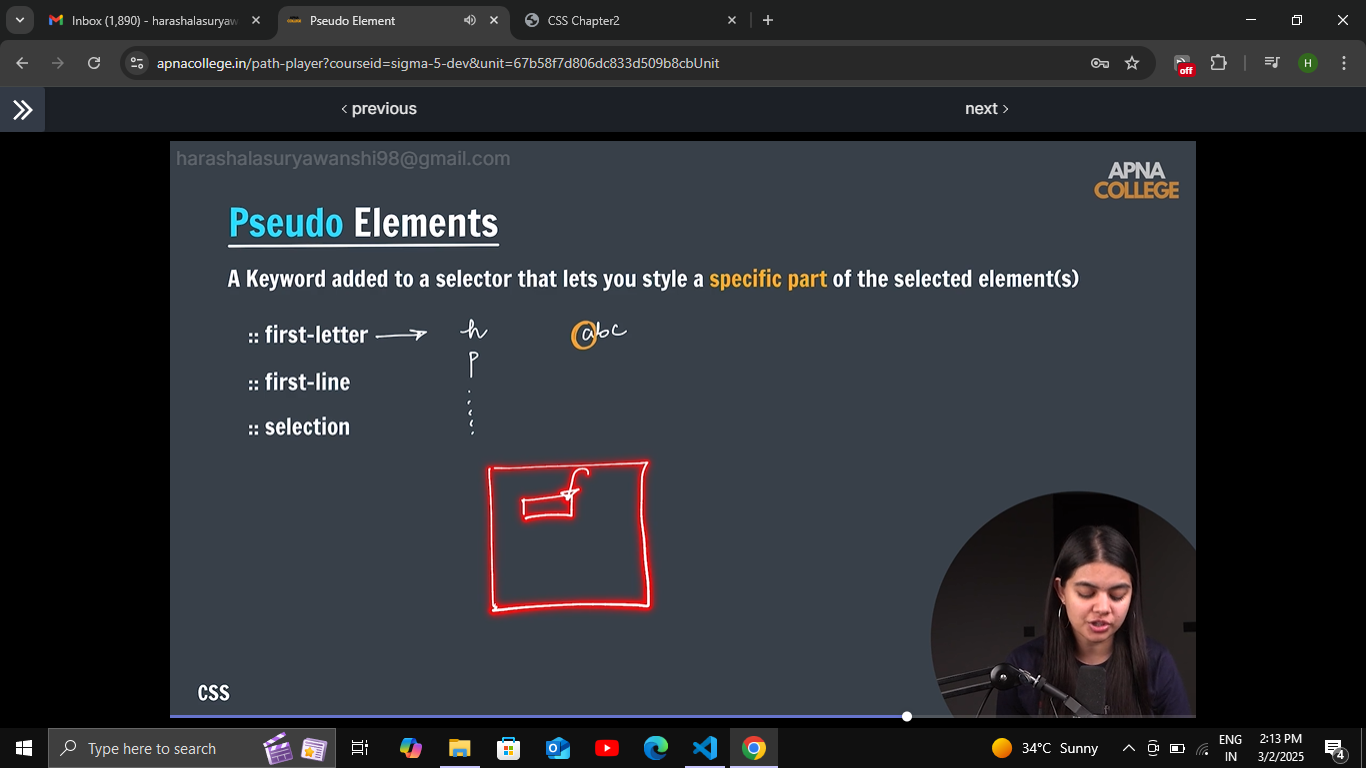 Inbox (1,890) - harashalasuryaw
Pseudo Element
CSS Chapter2
apnacollege.in/path-player?courseid=sigma-5-dev&unit=67b58f7d806dc833d509b8cbUnit
off
H
‹ previous
next ›
harashalasuryawanshi98@gmail.com
APNA
COLLEGE
Pseudo Elements
A Keyword added to a selector that lets you style a specific part of the selected element(s)
:: first-letter
h
abc
p
:: first-line
:: selection
CSS
Type here to search
34°C Sunny
ENG
IN
2:13 PM
3/2/2025
4